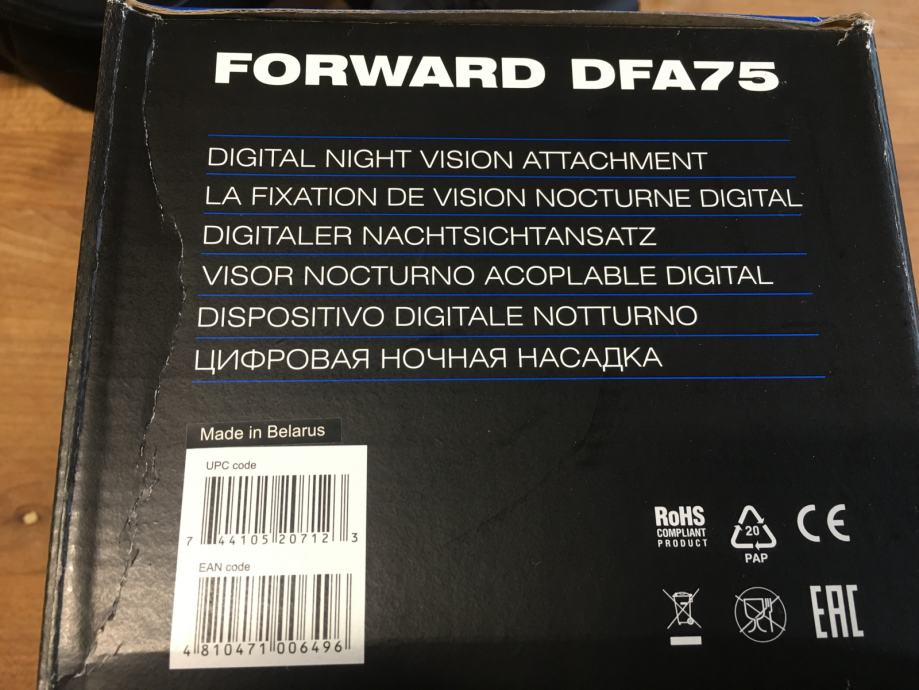 FORWARD DFA75
DIGITAL NIGHT VISION ATTACHMENT
LA FIXATION DE VISION NOCTURNE DIGITAL
DIGITALER NACHTSICHTANSATZ
VISOR NOCTURNO ACOPLABLE DIGITAL
DISPOSITIVO DIGITALE NOTTURNO
ЦИФРОВАЯ НОЧНАЯ НАСАДКА
Made in Belarus
UPC code
7 44105 20712 3
EAN code
4 810471 006496
RoHS
COMPLIANT
PRODUCT
20
PAP
CE
EAC